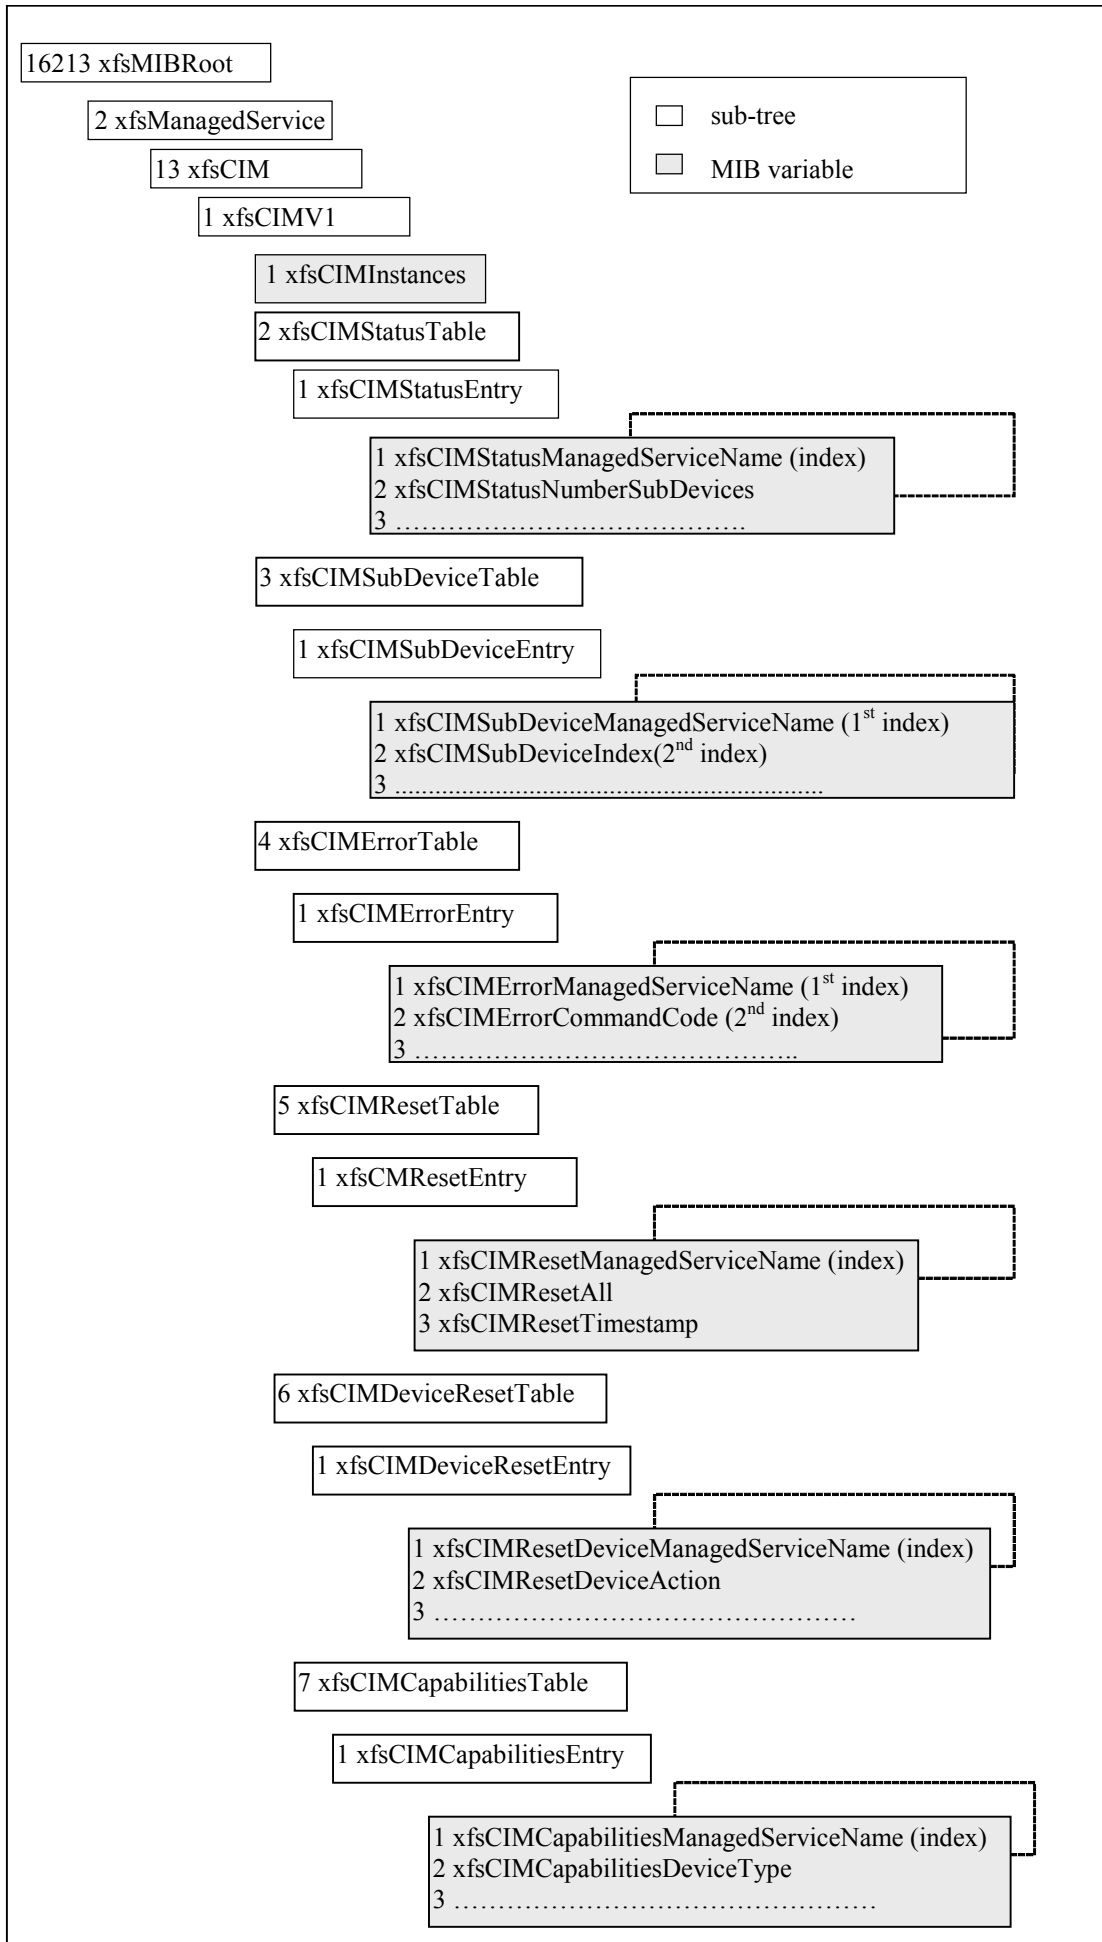 16213 xfsMIBRoot
2 xfsManagedService
sub-tree
13 xfsCIM
MIB variable
1 xfsCIMV1
1 xfsCIMInstances
2 xfsCIMStatusTable
1 xfsCIMStatusEntry
1 xfsCIMStatusManagedServiceName (index)
2 xfsCIMStatusNumberSubDevices
3 ………………………………….
3 xfsCIMSubDeviceTable
1 xfsCIMSubDeviceEntry
1 xfsCIMSubDeviceManagedServiceName (1st index)
2 xfsCIMSubDeviceIndex(2nd index)
3 ...............................................................
4 xfsCIMErrorTable
1 xfsCIMErrorEntry
1 xfsCIMErrorManagedServiceName (1st index)
2 xfsCIMErrorCommandCode (2nd index)
3 ……………………………………..
5 xfsCIMResetTable
1 xfsCMResetEntry
1 xfsCIMResetManagedServiceName (index)
2 xfsCIMResetAll
3 xfsCIMResetTimestamp
6 xfsCIMDeviceResetTable
1 xfsCIMDeviceResetEntry
1 xfsCIMResetDeviceManagedServiceName (index)
2 xfsCIMResetDeviceAction
3 …………………………………………
7 xfsCIMCapabilitiesTable
1 xfsCIMCapabilitiesEntry
1 xfsCIMCapabilitiesManagedServiceName (index)
2 xfsCIMCapabilitiesDeviceType
3 …………………………………………